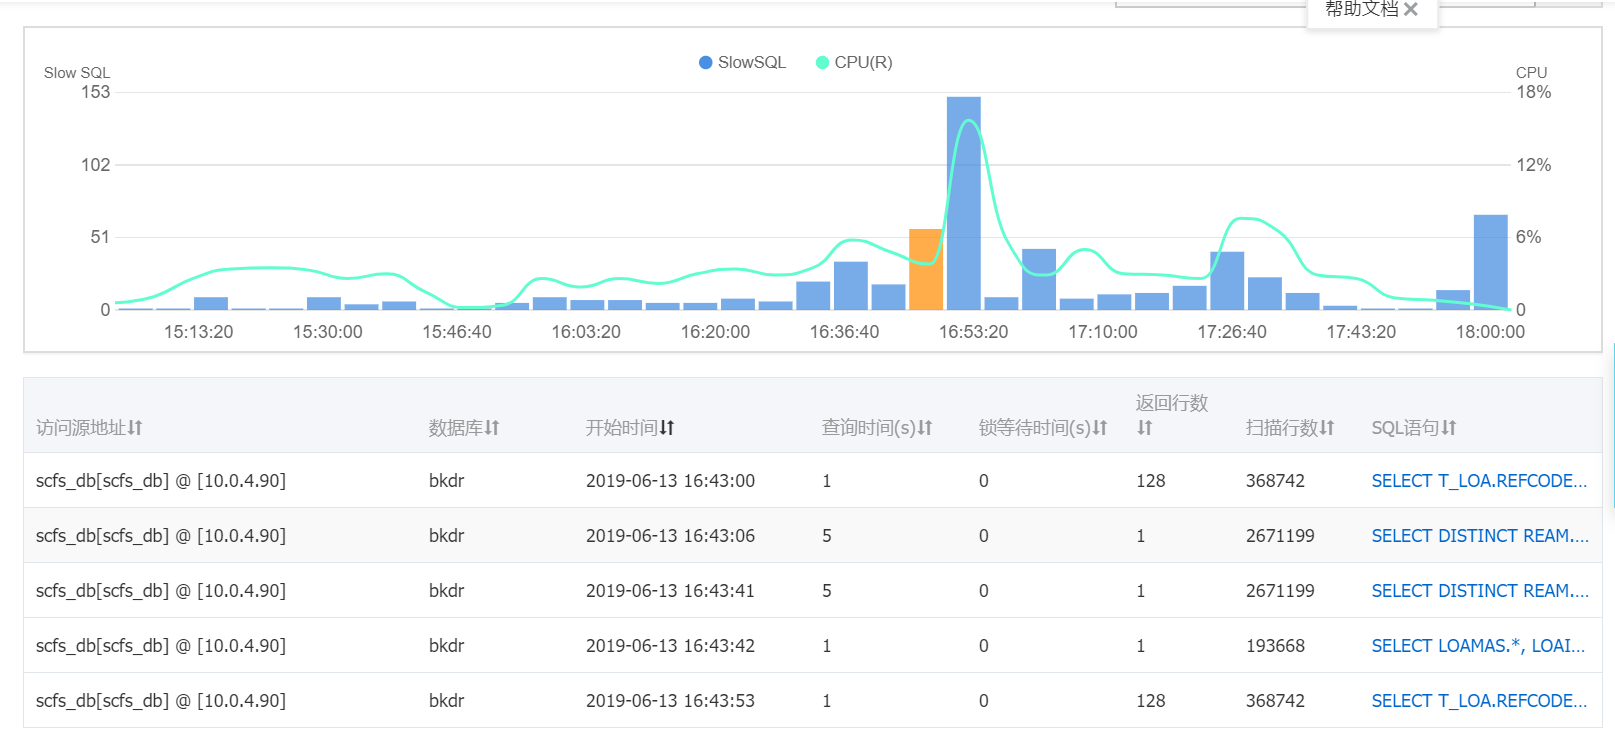 帮助文档
SlowSQL CPU(R)
Slow SQL CPU
153 18%
102 12%
51 6%
0 0
15:13:20 15:30:00 15:46:40 16:03:20 16:20:00 16:36:40 16:53:20 17:10:00 17:26:40 17:43:20 18:00:00
访问源地址 数据库 开始时间 查询时间(s) 锁等待时间(s) 返回行数 扫描行数 SQL语句
scfs_db[scfs_db] @ [10.0.4.90] bkdr 2019-06-13 16:43:00 1 0 128 368742 SELECT T_LOA.REFCODE...
scfs_db[scfs_db] @ [10.0.4.90] bkdr 2019-06-13 16:43:06 5 0 1 2671199 SELECT DISTINCT REAM....
scfs_db[scfs_db] @ [10.0.4.90] bkdr 2019-06-13 16:43:41 5 0 1 2671199 SELECT DISTINCT REAM....
scfs_db[scfs_db] @ [10.0.4.90] bkdr 2019-06-13 16:43:42 1 0 1 193668 SELECT LOAMAS.*, LOAI...
scfs_db[scfs_db] @ [10.0.4.90] bkdr 2019-06-13 16:43:53 1 0 128 368742 SELECT T_LOA.REFCODE...